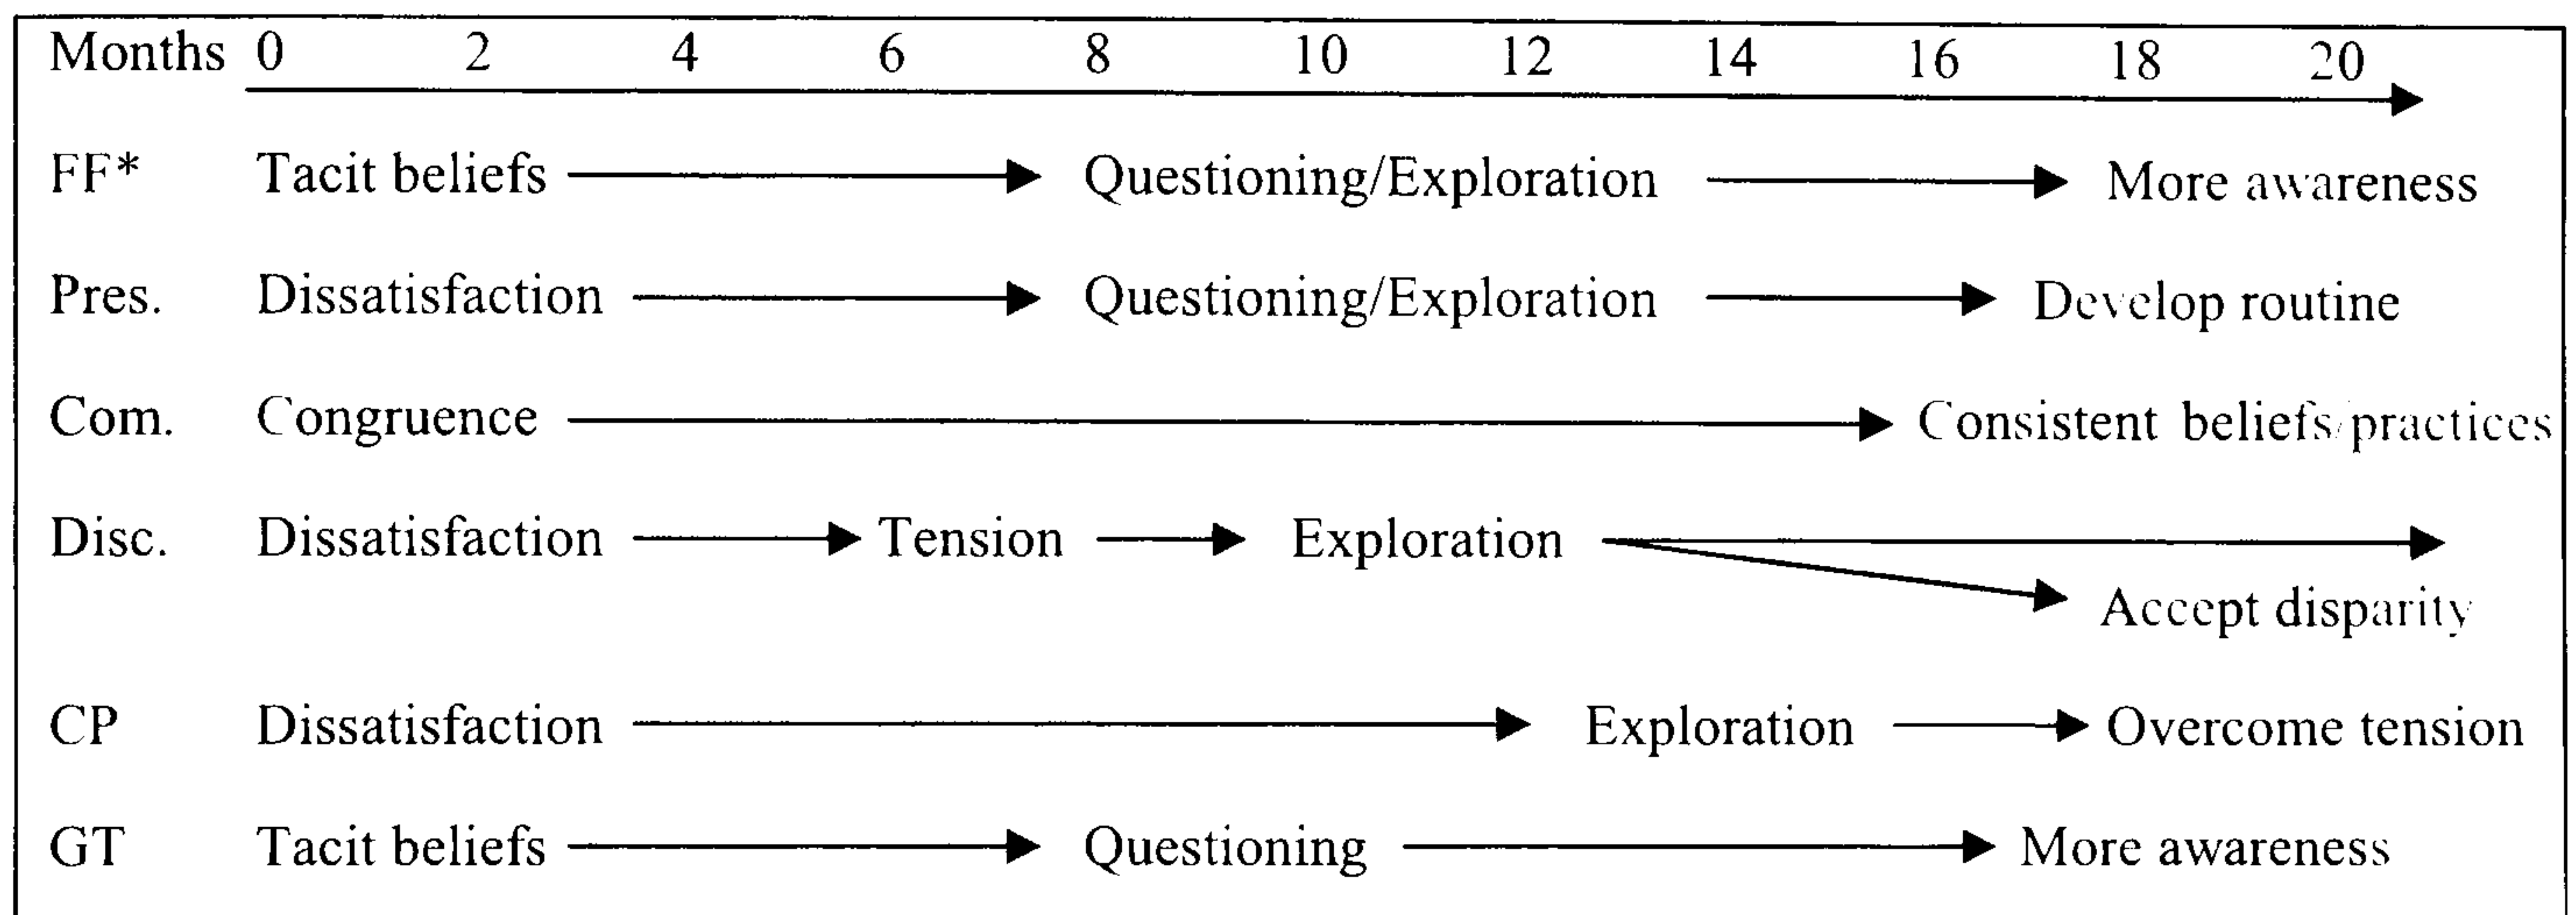 Months 0 2 4 6 8 10 12 14 16 18 20
FF* Tacit beliefs Questioning/Exploration More awareness
Pres. Dissatisfaction Questioning/Exploration Develop routine
Com. Congruence Consistent beliefs/practices
Disc. Dissatisfaction Tension Exploration
Accept disparity
CP Dissatisfaction Exploration Overcome tension
GT Tacit beliefs Questioning More awareness